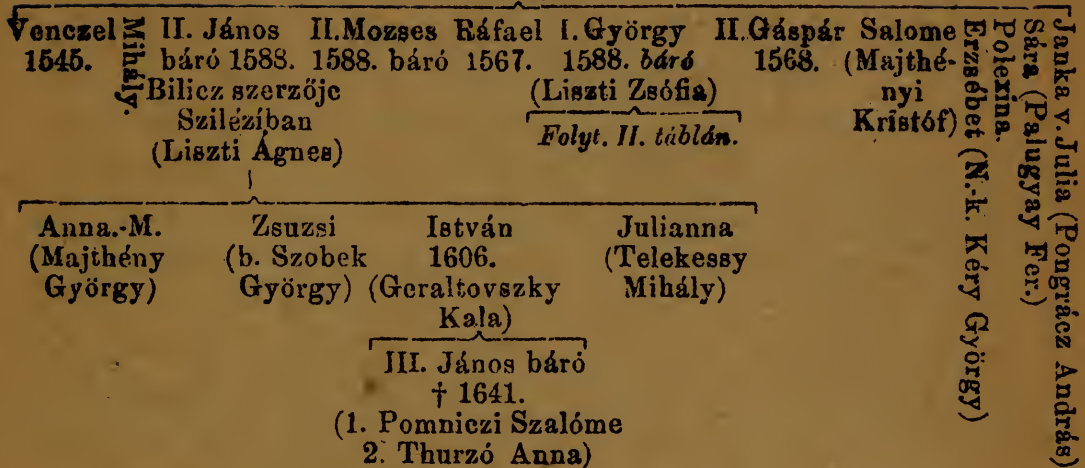 Venczel Mihály. II. János II. Mozses Ráfael I. György II. Gáspár Salome
1545. báró 1588. 1588. báró 1567. 1588. báró 1568. (Majthé-
Bilicz szerzője (Liszti Zsófia) nyi
Sziléziban Folyt. II. táblán. Kristóf)
(Liszti Ágnes)
Erzsébet (N.-k. Kéry György)
Polexina.
Sára (Palugyay Fer.)
Janka v. Julia (Pongrácz András)
Anna.-M. Zsuzsi István Julianna
(Majthény (b. Szobek 1606. (Telekessy
György) György) (Geraltovszky Mihály)
Kala)
III. János báró
† 1641.
(1. Pomniczi Szalóme
2. Thurzó Anna)